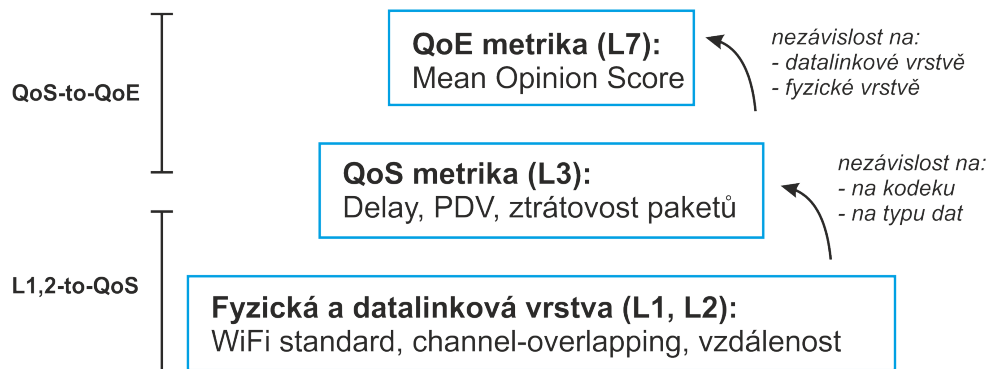 QoE metrika (L7):
Mean Opinion Score
nezávislost na:
- datalinkové vrstvě
- fyzické vrstvě
QoS-to-QoE
QoS metrika (L3):
Delay, PDV, ztrátovost paketů
nezávislost na:
- na kodeku
- na typu dat
L1,2-to-QoS
Fyzická a datalinková vrstva (L1, L2):
WiFi standard, channel-overlapping, vzdálenost